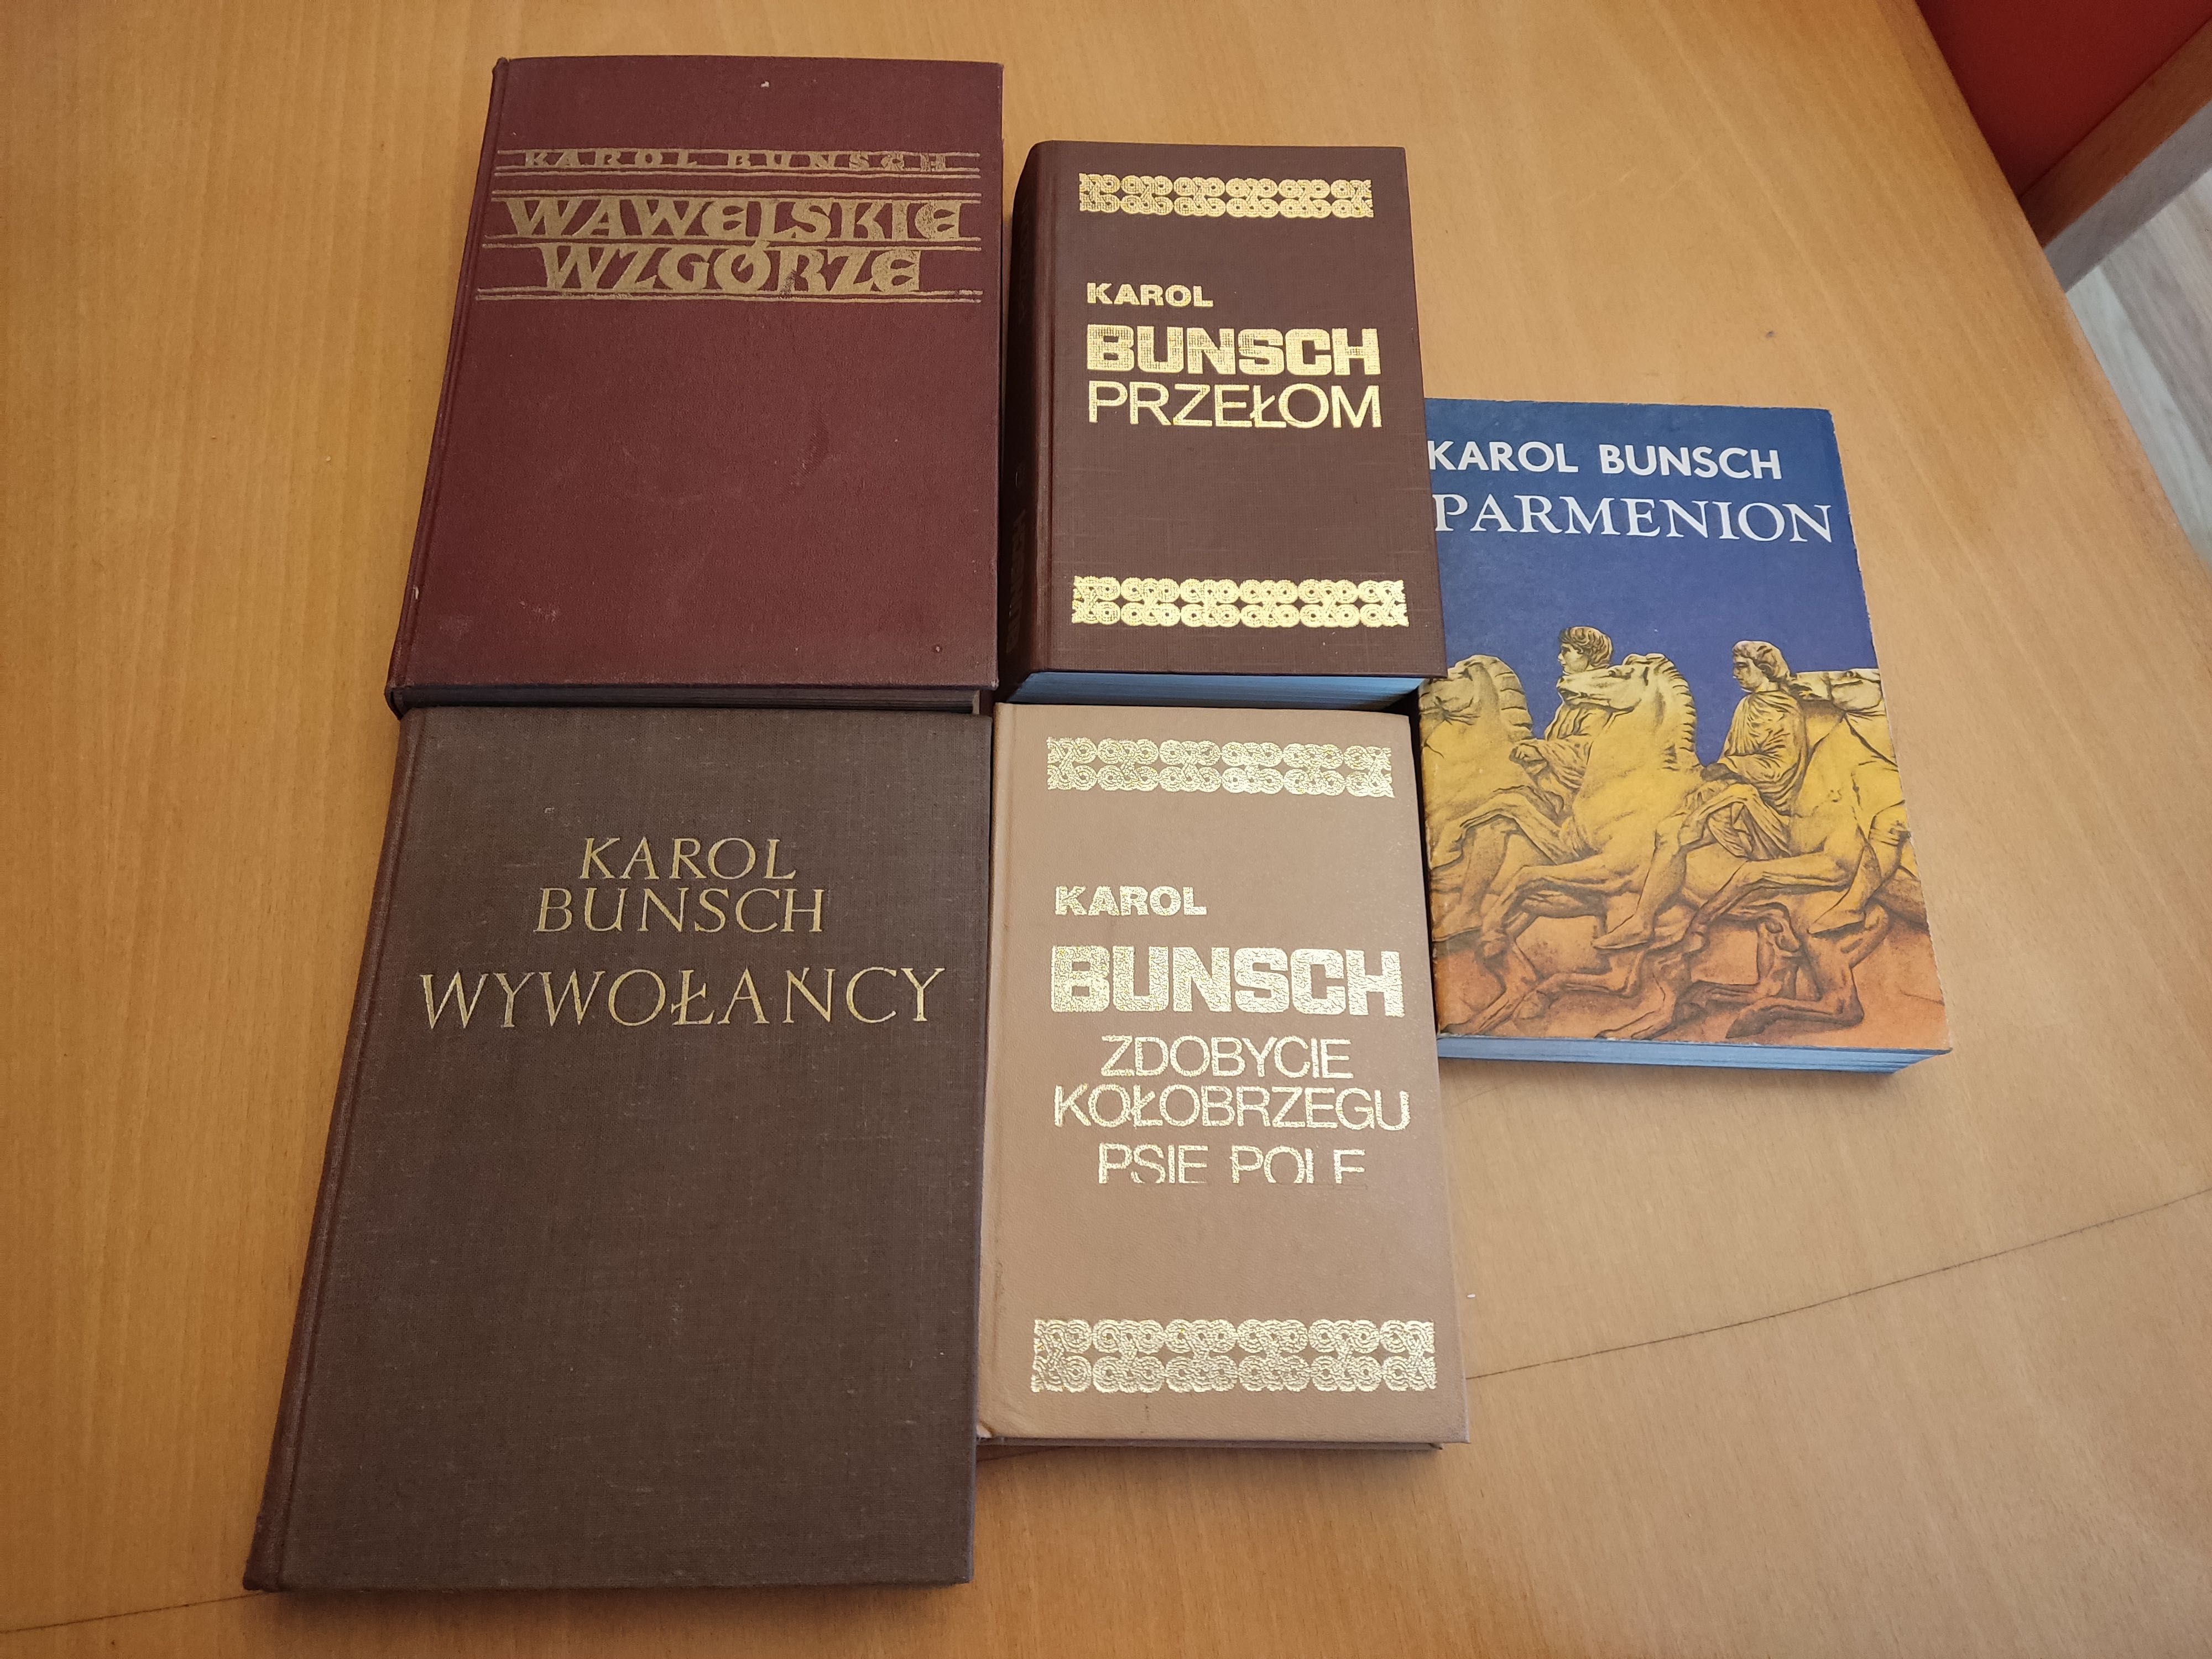 KAROL BUNSCH
WAWELSKIE
WZGÓRZE
KAROL
BUNSCH
PRZEŁOM
BUNSCH
KAROL BUNSCH
PARMENION
KAROL
BUNSCH
WYWOŁAŃCY
KAROL
BUNSCH
ZDOBYCIE
KOŁOBRZEGU
PSIE POLE